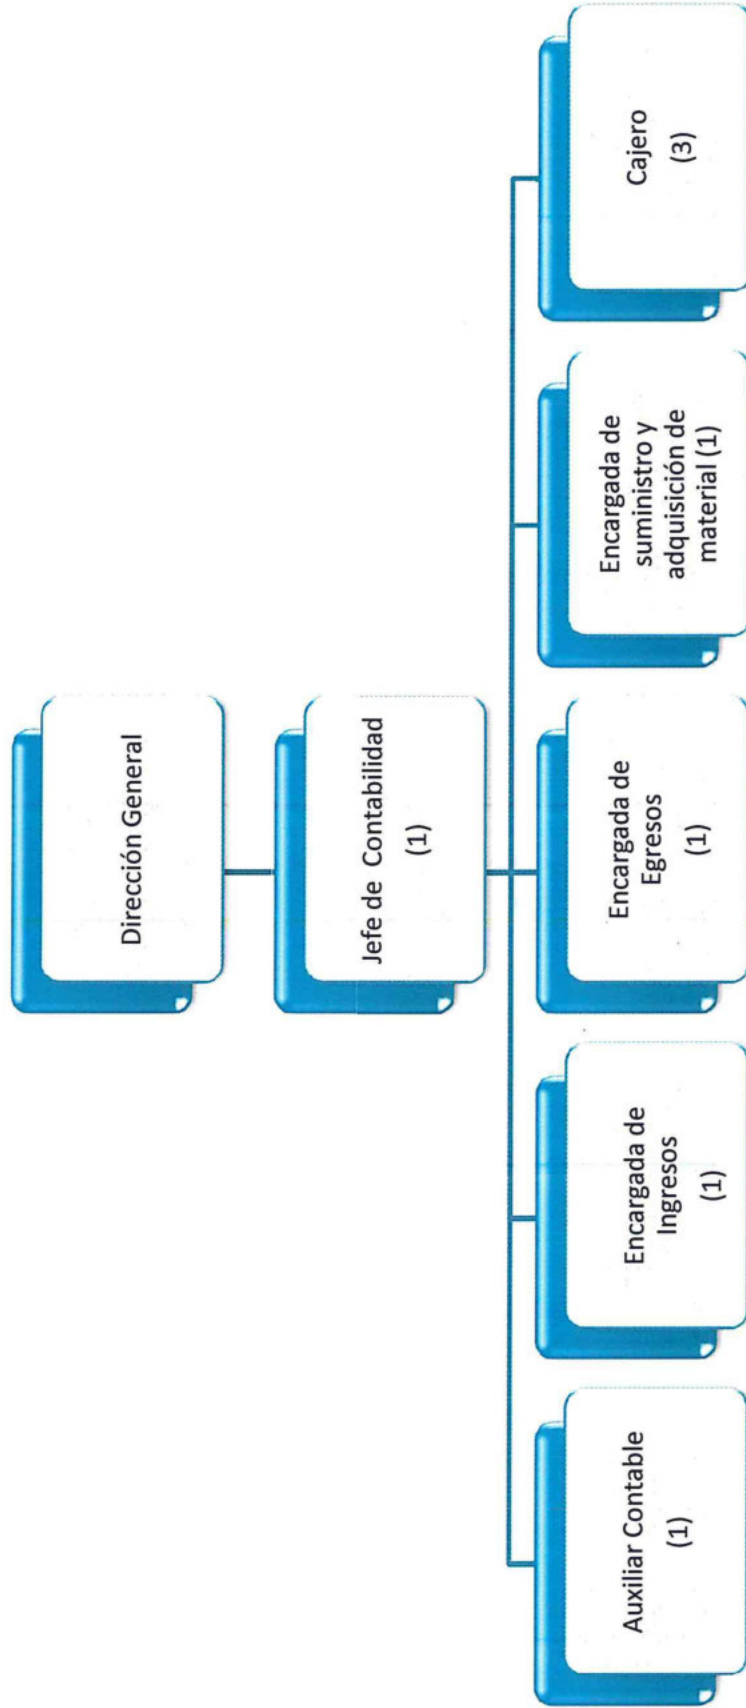 Dirección General
Jefe de Contabilidad
(1)
Auxiliar Contable
(1)
Encargada de
Ingresos
(1)
Encargada de
Egresos
(1)
Encargada de
suministro y
adquisición de
material (1)
Cajero
(3)